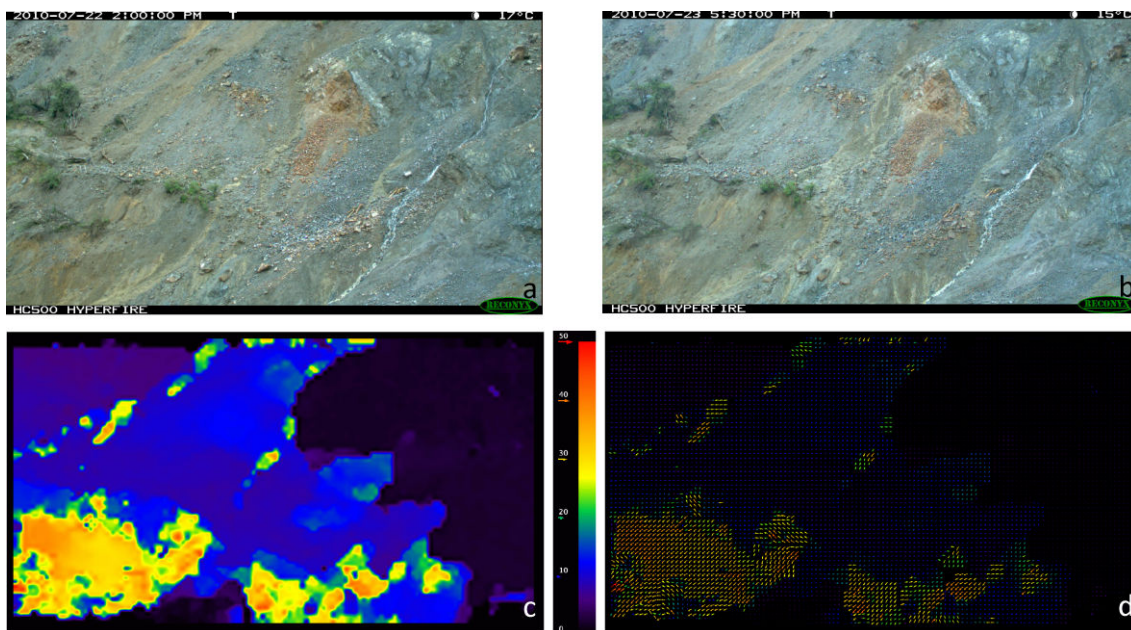 2010-07-22 2:00:00 PM T 17°C
a
HC500 HYPERFIRE RECONYX
2010-07-23 5:30:00 PM T 15°C
b
HC500 HYPERFIRE RECONYX
50
40
30
20
10
0
c
d